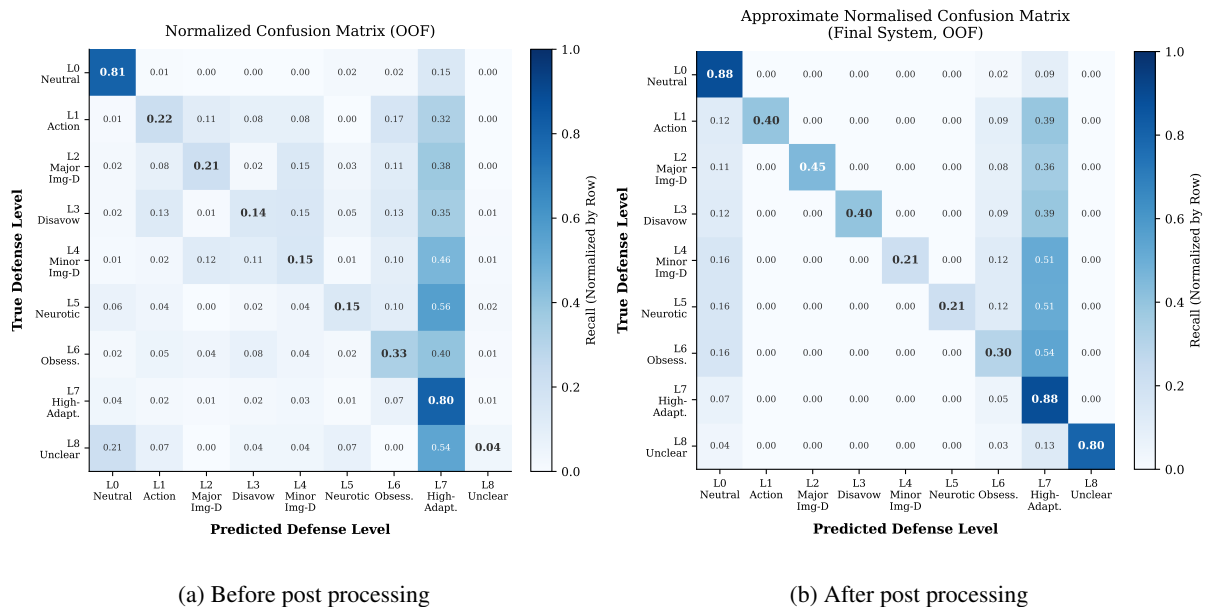 Normalized Confusion Matrix (OOF)
L0 Neutral 0.81 0.01 0.00 0.00 0.00 0.02 0.02 0.15 0.00
L1 Action 0.01 0.22 0.11 0.08 0.08 0.00 0.17 0.32 0.00
L2 Major Img-D 0.02 0.08 0.21 0.02 0.15 0.03 0.11 0.38 0.00
L3 Disavow 0.02 0.13 0.01 0.14 0.15 0.05 0.13 0.35 0.01
L4 Minor Img-D 0.01 0.02 0.12 0.11 0.15 0.01 0.10 0.46 0.01
L5 Neurotic 0.06 0.04 0.00 0.02 0.04 0.15 0.10 0.56 0.02
L6 Obsess. 0.02 0.05 0.04 0.08 0.04 0.02 0.33 0.40 0.01
L7 High-Adapt. 0.04 0.02 0.01 0.02 0.03 0.01 0.07 0.80 0.01
L8 Unclear 0.21 0.07 0.00 0.04 0.04 0.07 0.00 0.54 0.04
L0 Neutral L1 Action L2 Major Img-D L3 Disavow L4 Minor Img-D L5 Neurotic L6 Obsess. L7 High-Adapt. L8 Unclear
Predicted Defense Level
True Defense Level
1.0
0.8
0.6
0.4
0.2
0.0
Recall (Normalized by Row)
(a) Before post processing
Approximate Normalised Confusion Matrix
(Final System, OOF)
L0 Neutral 0.88 0.00 0.00 0.00 0.00 0.00 0.02 0.09 0.00
L1 Action 0.12 0.40 0.00 0.00 0.00 0.00 0.09 0.39 0.00
L2 Major Img-D 0.11 0.00 0.45 0.00 0.00 0.00 0.08 0.36 0.00
L3 Disavow 0.12 0.00 0.00 0.40 0.00 0.00 0.09 0.39 0.00
L4 Minor Img-D 0.16 0.00 0.00 0.00 0.21 0.00 0.12 0.51 0.00
L5 Neurotic 0.16 0.00 0.00 0.00 0.00 0.21 0.12 0.51 0.00
L6 Obsess. 0.16 0.00 0.00 0.00 0.00 0.00 0.30 0.54 0.00
L7 High-Adapt. 0.07 0.00 0.00 0.00 0.00 0.00 0.05 0.88 0.00
L8 Unclear 0.04 0.00 0.00 0.00 0.00 0.00 0.03 0.13 0.80
L0 Neutral L1 Action L2 Major Img-D L3 Disavow L4 Minor Img-D L5 Neurotic L6 Obsess. L7 High-Adapt. L8 Unclear
Predicted Defense Level
True Defense Level
1.0
0.8
0.6
0.4
0.2
0.0
Recall (Normalized by Row)
(b) After post processing